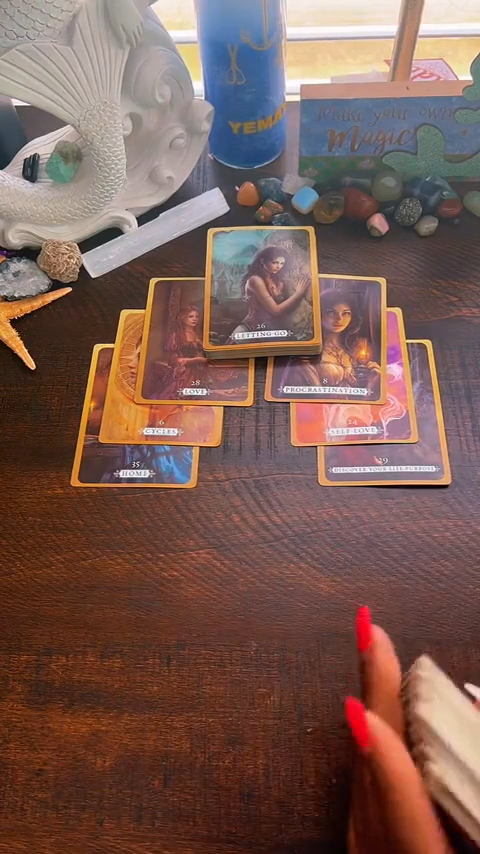 YEMA
Make your own
Magic
26
LETTING GO
28
LOVE
8
PROCRASTINATION
6
CYCLES
SELF-LOVE
35
HOME
29
DISCOVER YOUR LIFE PURPOSE